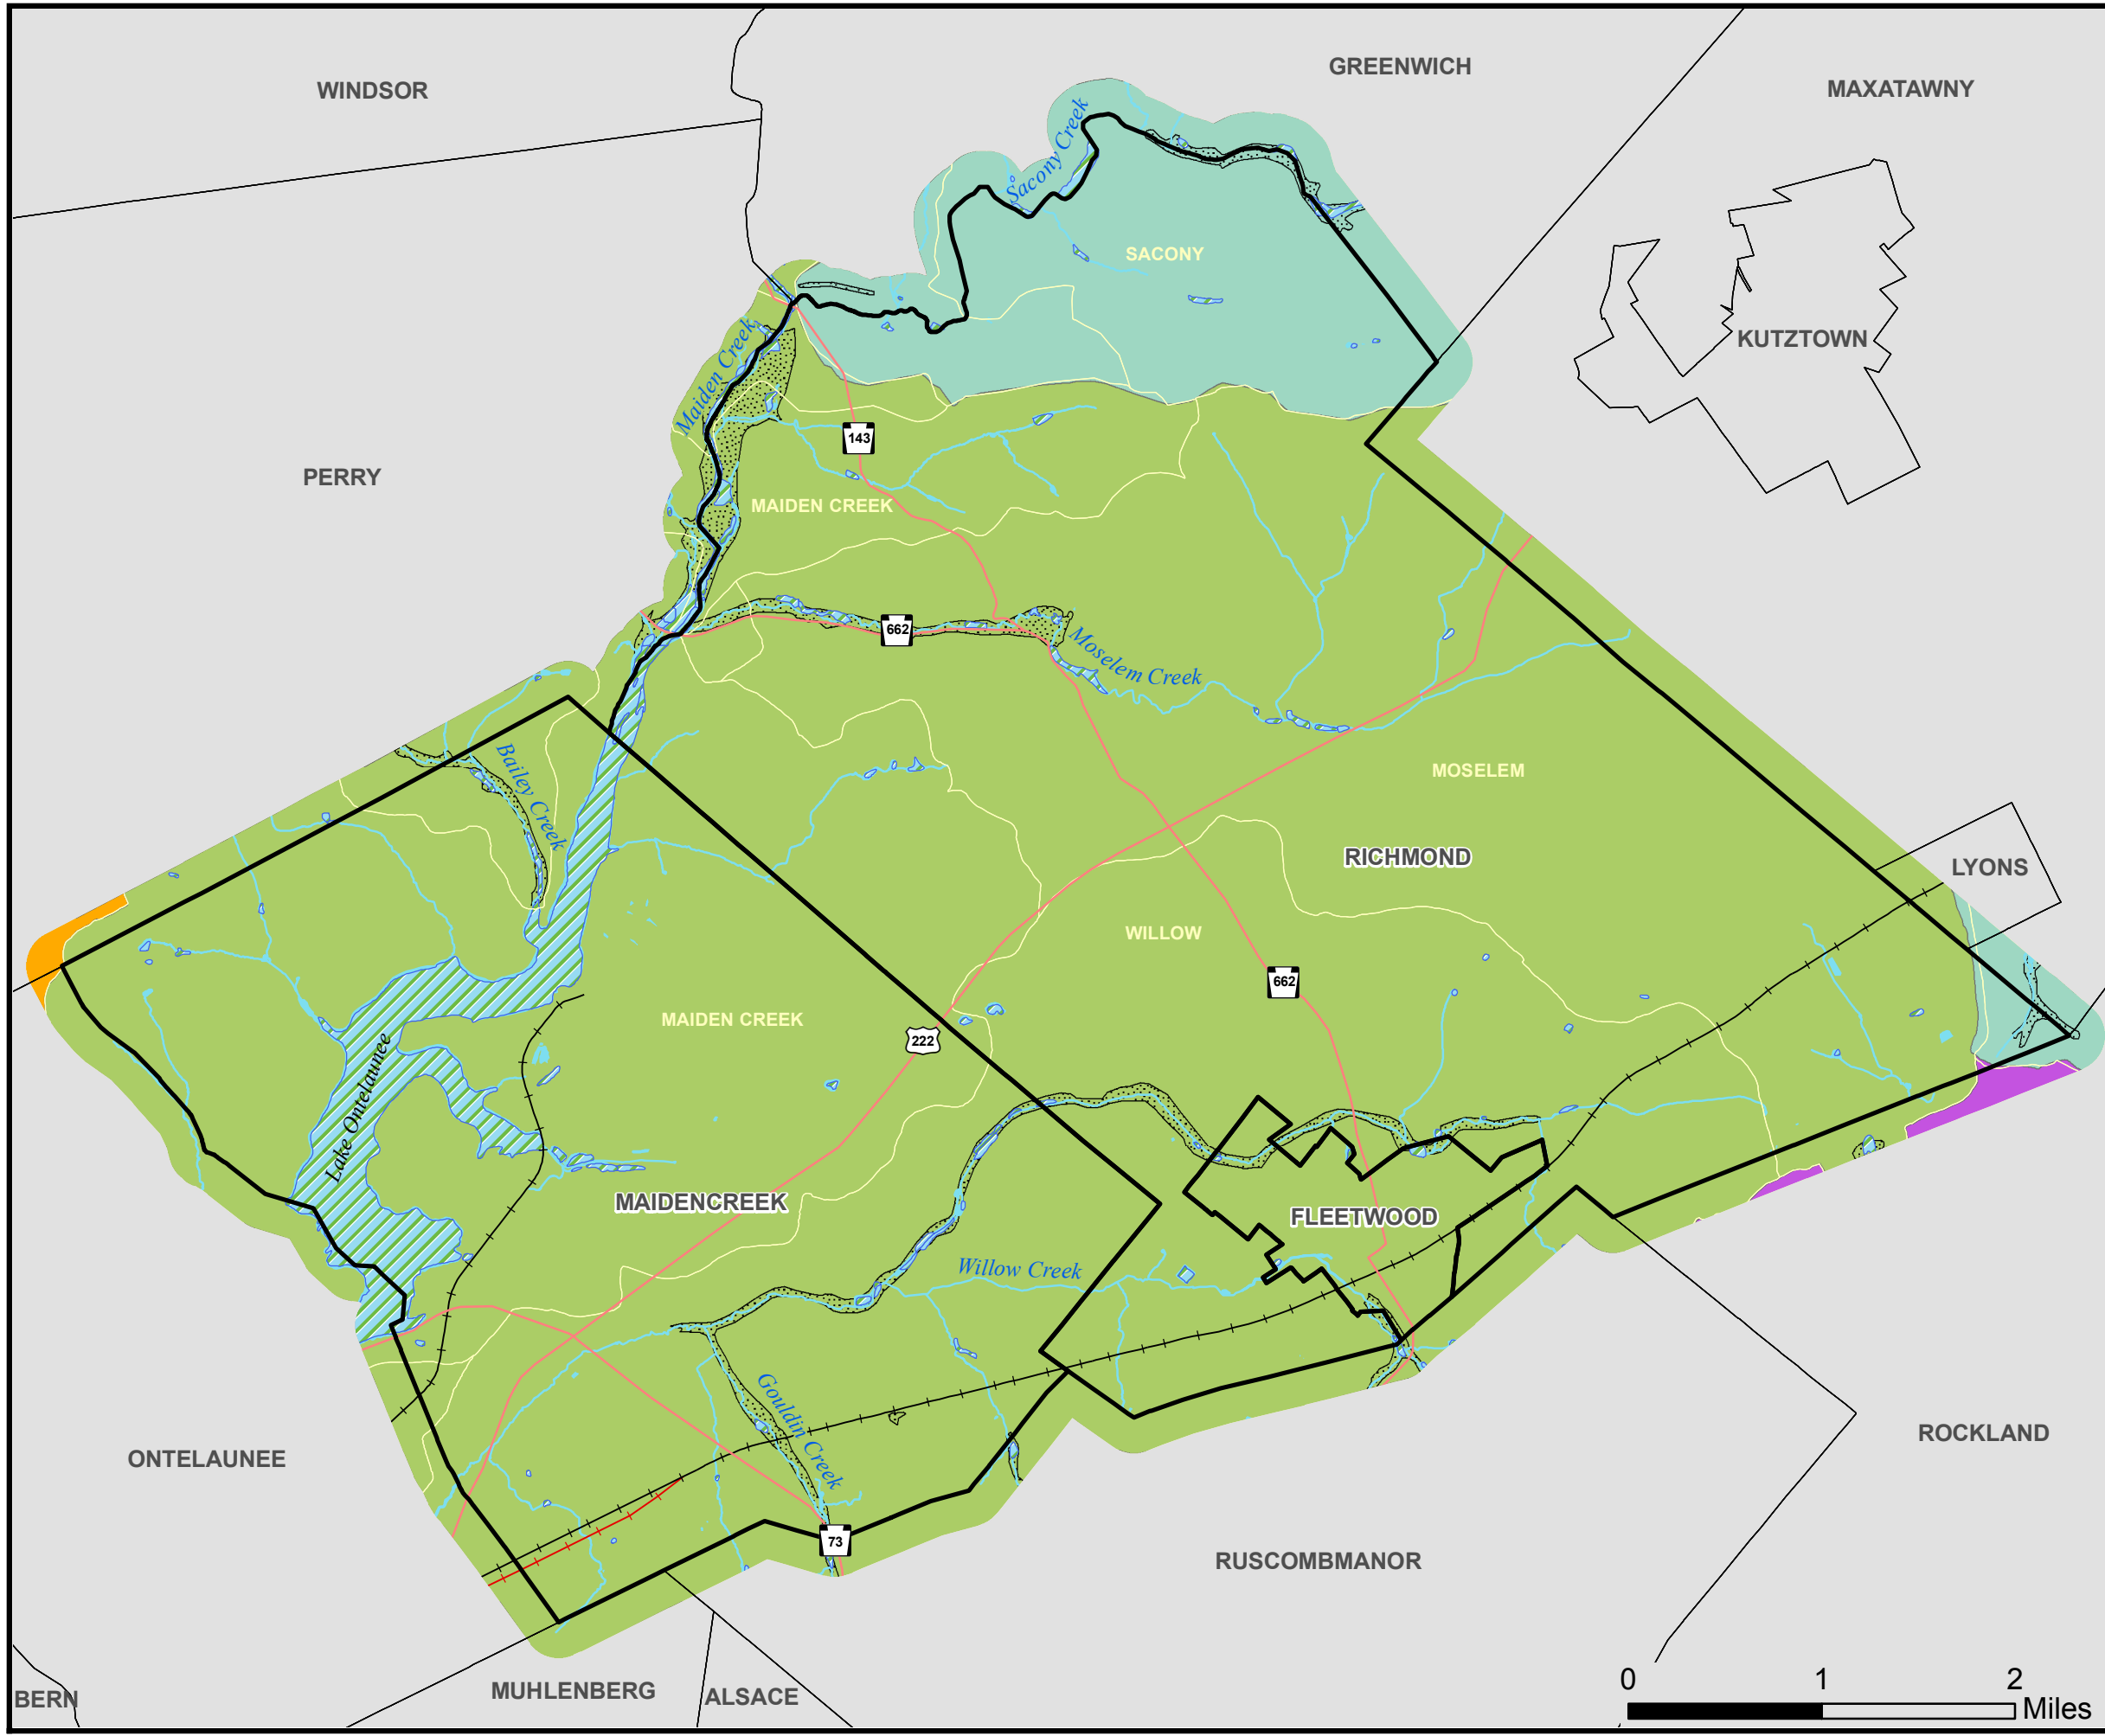 GREENWICH
WINDSOR
MAXATAWNY
Sacony Creek
SACONY
KUTZTOWN
Maiden Creek
143
PERRY
MAIDEN CREEK
662
Moselem Creek
Bailey Creek
MOSELEM
RICHMOND
LYONS
WILLOW
662
MAIDEN CREEK
222
Lake Ontelaunee
MAIDENCREEK
FLEETWOOD
Willow Creek
Gouldin Creek
ROCKLAND
ONTELAUNEE
73
RUSCOMBMANOR
0 1 2
MUHLENBERG
ALSACE
BERN
Miles